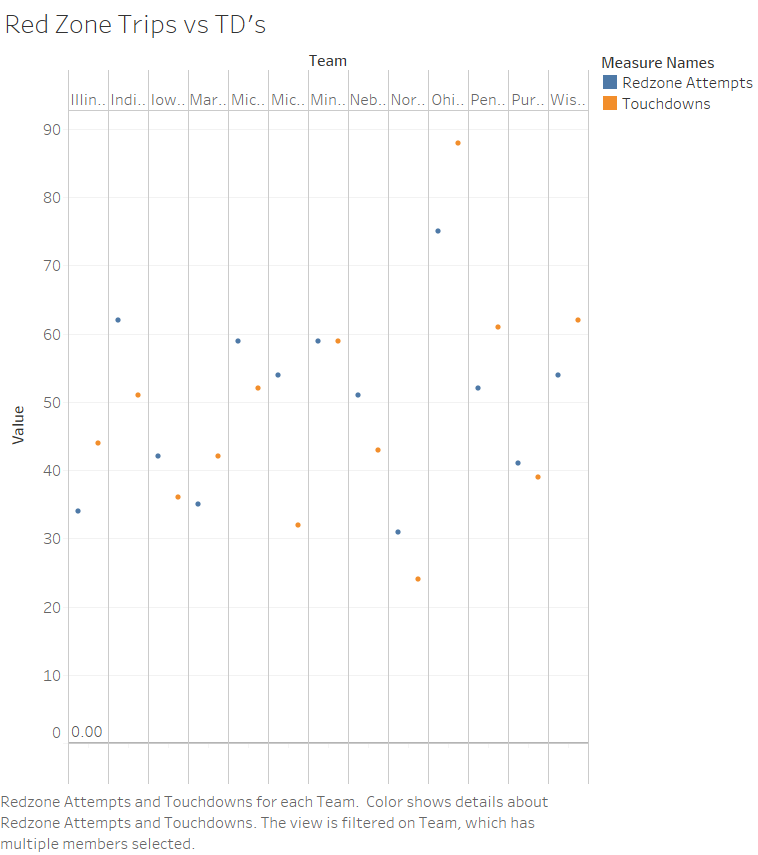 Red Zone Trips vs TD's
Team
Measure Names
Redzone Attempts
Touchdowns
Illin.. Indi.. Iow.. Mar.. Mic.. Mic.. Min.. Neb.. Nor.. Ohi.. Pen.. Pur.. Wis..
90
80
70
60
50
40
30
20
10
0
Value
0.00
Redzone Attempts and Touchdowns for each Team. Color shows details about
Redzone Attempts and Touchdowns. The view is filtered on Team, which has
multiple members selected.